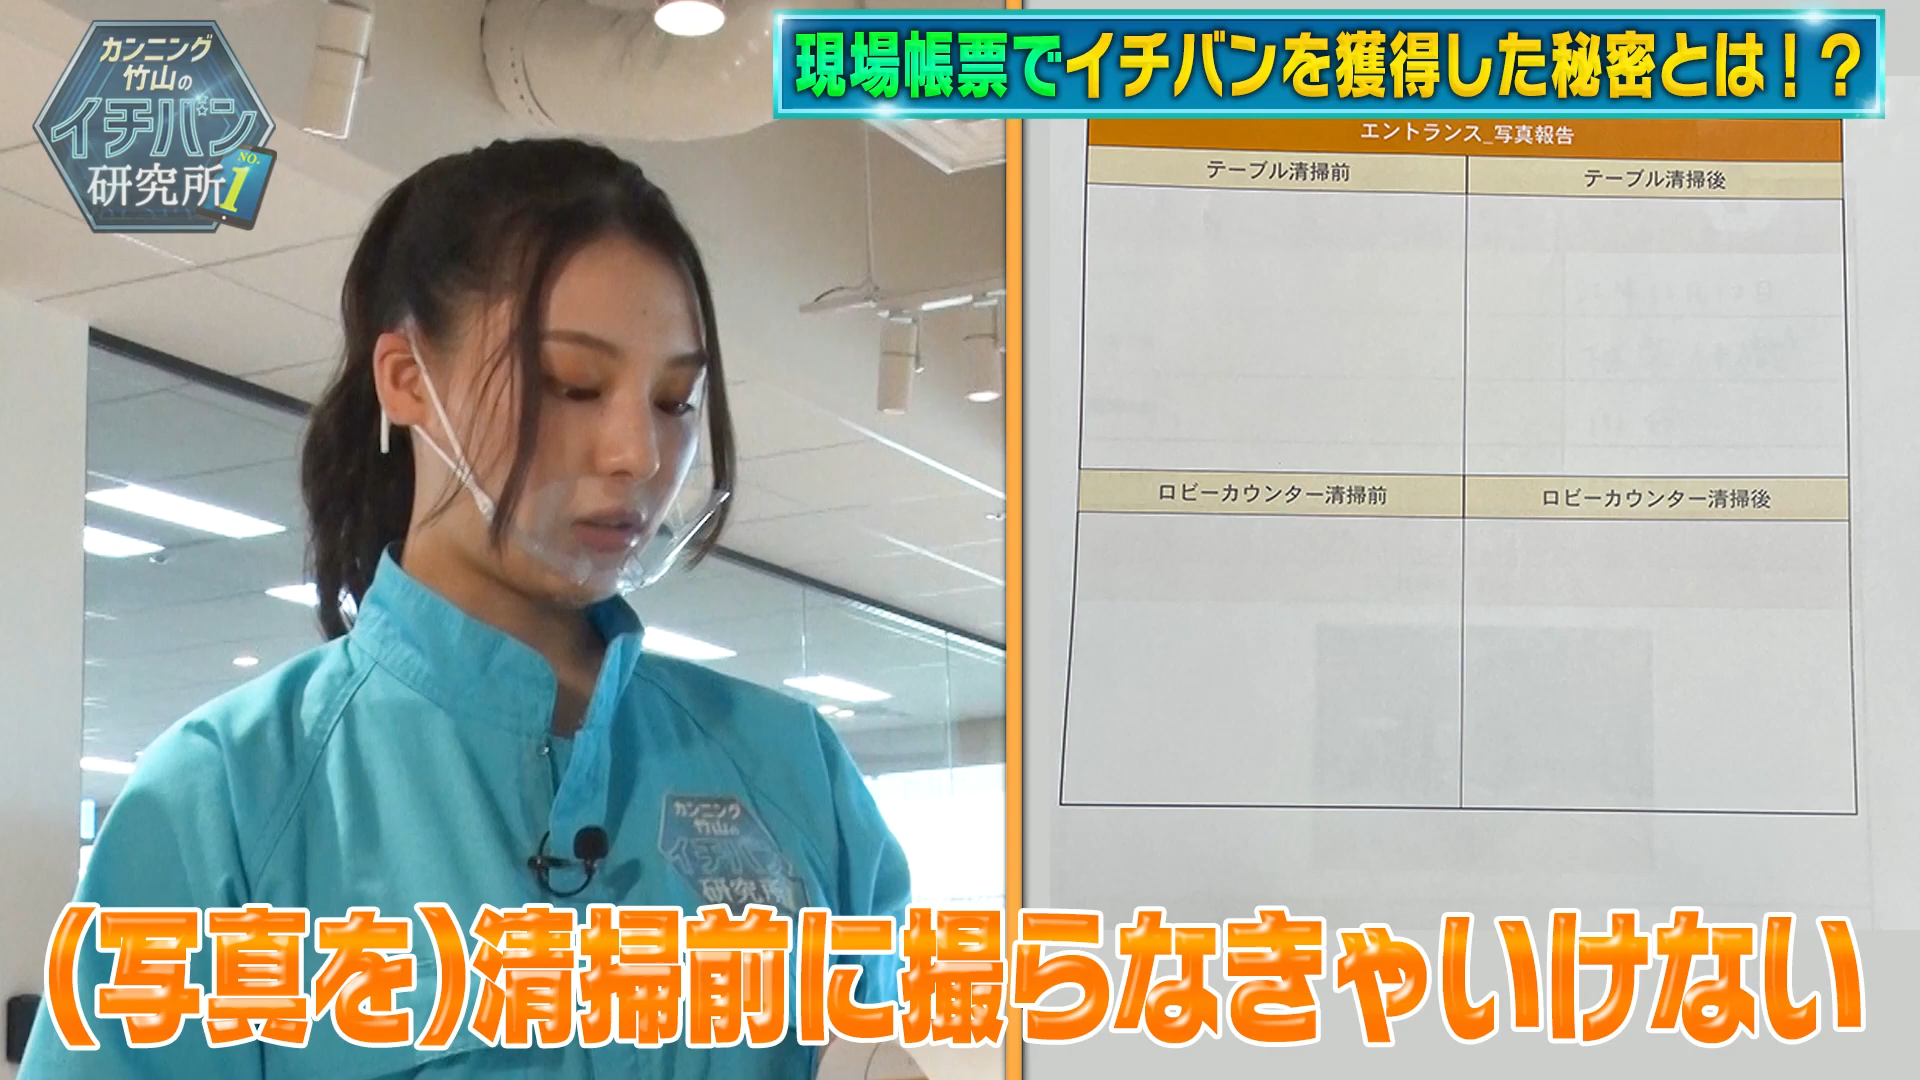 カンニング
竹山の
イチバン
研究所
NO.
1
現場帳票でイチバンを獲得した秘密とは！？
エントランス_写真報告
テーブル清掃前
テーブル清掃後
ロビーカウンター清掃前
ロビーカウンター清掃後
カンニング
竹山の
イチバン
研究所
(写真を)清掃前に撮らなきゃいけない